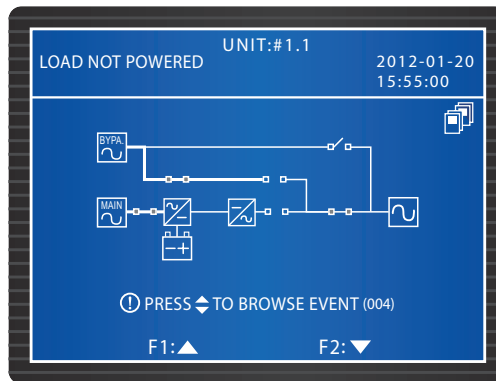 UNIT:#1.1
LOAD NOT POWERED
2012-01-20
15:55:00
BYPA.
MAIN
PRESS TO BROWSE EVENT (004)
F1: F2: